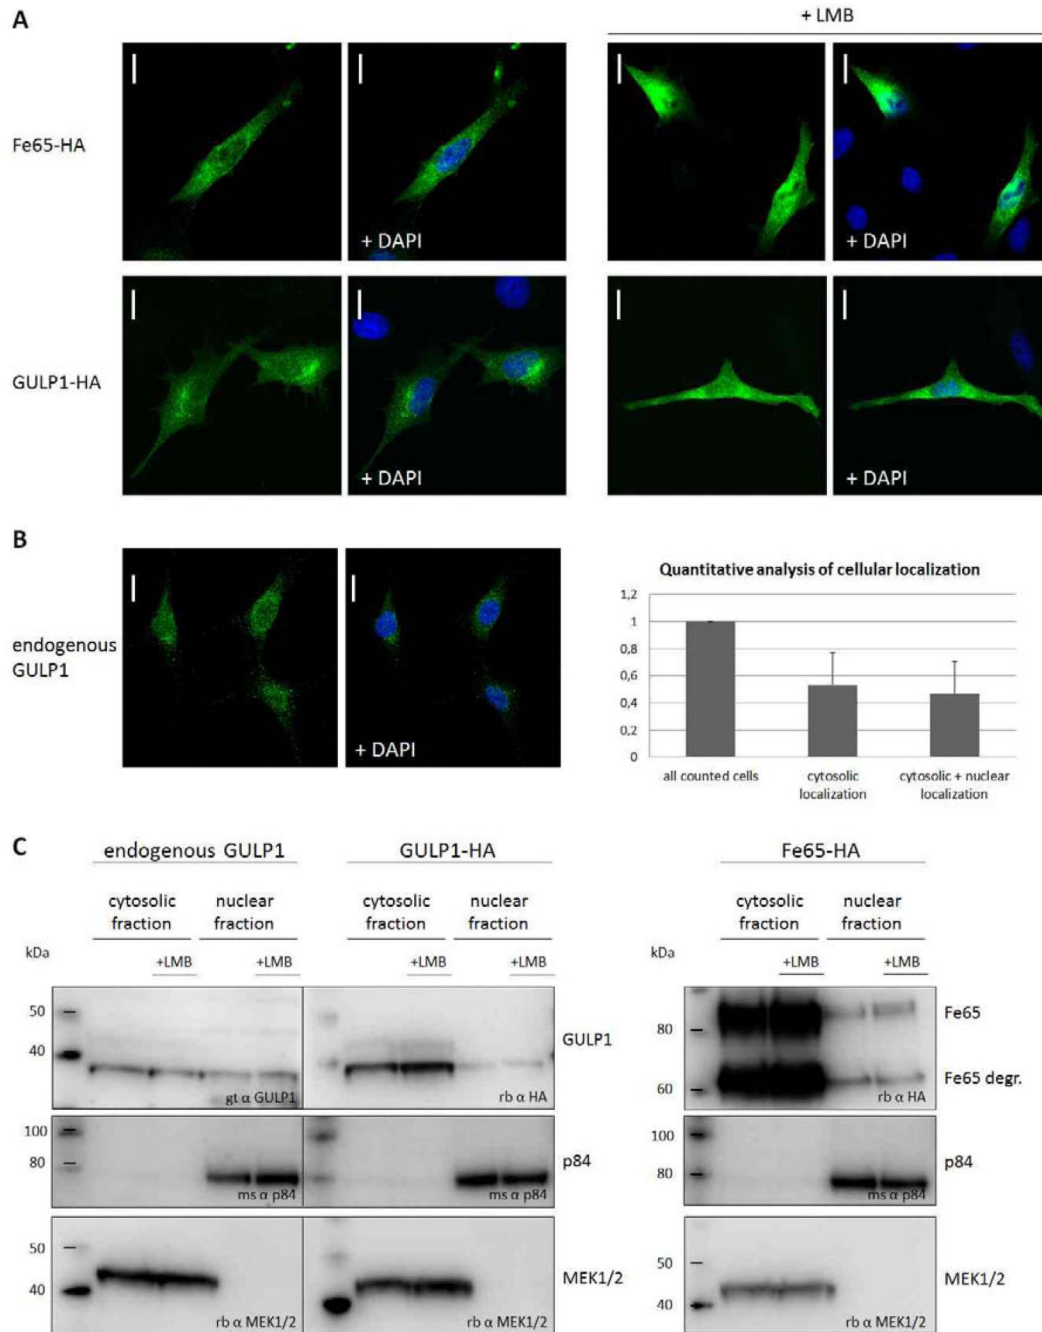 A
+ LMB
Fe65-HA
+ DAPI
+ DAPI
GULP1-HA
+ DAPI
+ DAPI
B
endogenous
GULP1
+ DAPI
Quantitative analysis of cellular localization
1,2
1
0,8
0,6
0,4
0,2
0
all counted cells
cytosolic
localization
cytosolic + nuclear
localization
C
endogenous GULP1
GULP1-HA
Fe65-HA
cytosolic
fraction
nuclear
fraction
cytosolic
fraction
nuclear
fraction
cytosolic
fraction
nuclear
fraction
kDa
+LMB
+LMB
+LMB
+LMB
kDa
+LMB
+LMB
50
40
gt α GULP1
rb α HA
GULP1
80
60
rb α HA
Fe65
Fe65 degr.
100
80
ms α p84
ms α p84
p84
100
80
ms α p84
p84
50
40
rb α MEK1/2
rb α MEK1/2
MEK1/2
50
40
rb α MEK1/2
MEK1/2